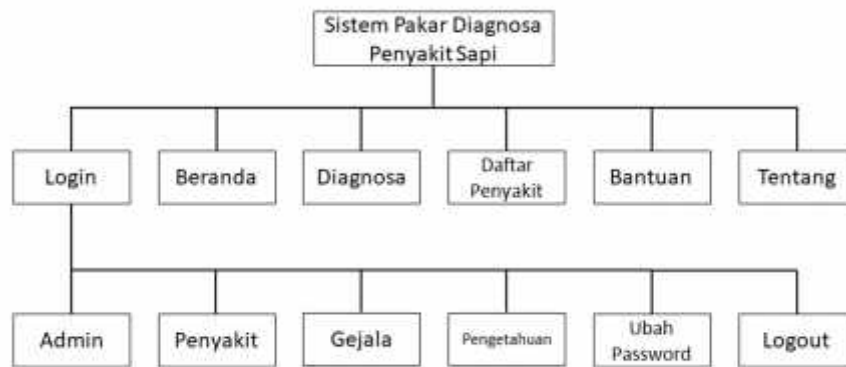 Sistem Pakar Diagnosa
Penyakit Sapi
Login
Beranda
Diagnosa
Daftar
Penyakit
Bantuan
Tentang
Admin
Penyakit
Gejala
Pengetahuan
Ubah
Password
Logout